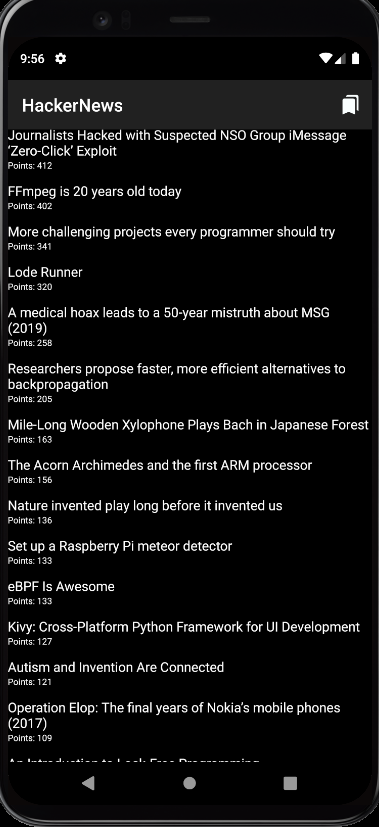 9:56
HackerNews
Journalists Hacked with Suspected NSO Group iMessage
‘Zero-Click’ Exploit
Points: 412
FFmpeg is 20 years old today
Points: 402
More challenging projects every programmer should try
Points: 341
Lode Runner
Points: 320
A medical hoax leads to a 50-year mistruth about MSG
(2019)
Points: 258
Researchers propose faster, more efficient alternatives to
backpropagation
Points: 205
Mile-Long Wooden Xylophone Plays Bach in Japanese Forest
Points: 163
The Acorn Archimedes and the first ARM processor
Points: 156
Nature invented play long before it invented us
Points: 136
Set up a Raspberry Pi meteor detector
Points: 133
eBPF Is Awesome
Points: 133
Kivy: Cross-Platform Python Framework for UI Development
Points: 127
Autism and Invention Are Connected
Points: 121
Operation Elop: The final years of Nokia’s mobile phones
(2017)
Points: 109
An Introduction to Lock-Free Programming